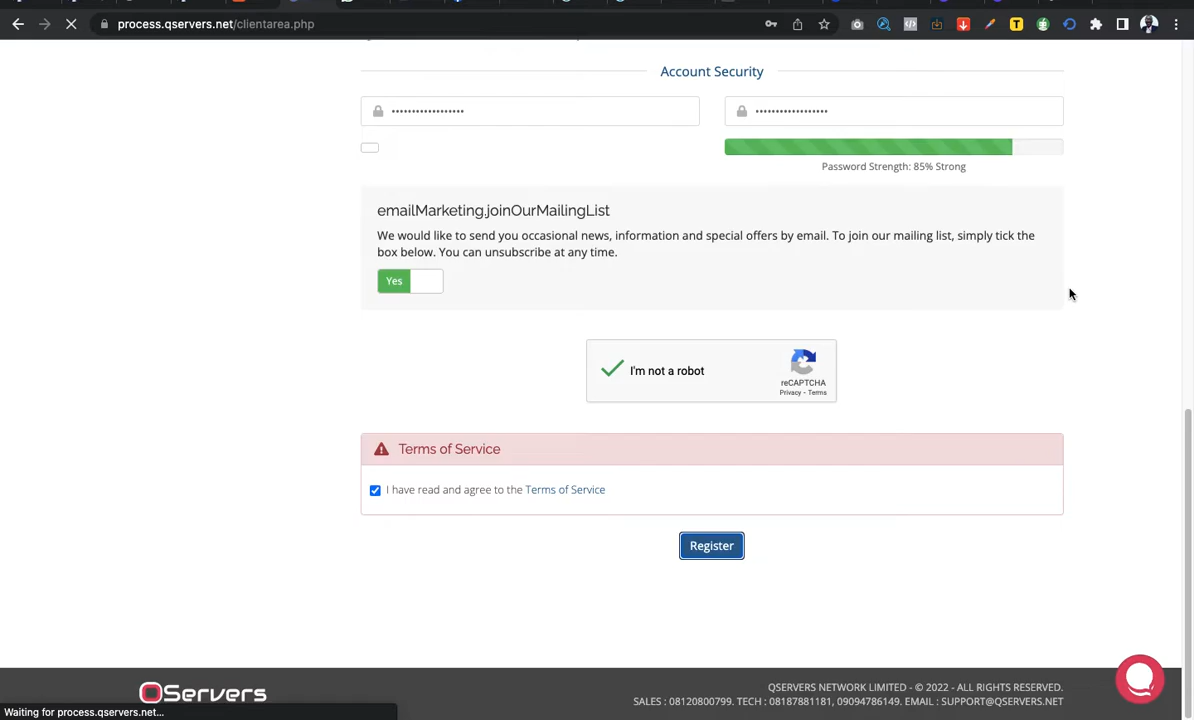 process.qservers.net/clientarea.php
Account Security
••••••••••••••••••
••••••••••••••••••
Password Strength: 85% Strong
emailMarketing.joinOurMailingList
We would like to send you occasional news, information and special offers by email. To join our mailing list, simply tick the
box below. You can unsubscribe at any time.
Yes
I'm not a robot
reCAPTCHA
Privacy - Terms
Terms of Service
I have read and agree to the Terms of Service
Register
QServers
QSERVERS NETWORK LIMITED - © 2022 - ALL RIGHTS RESERVED.
SALES : 08120800799. TECH : 08187881181, 09094786149. EMAIL : SUPPORT@QSERVERS.NET
Waiting for process.qservers.net...